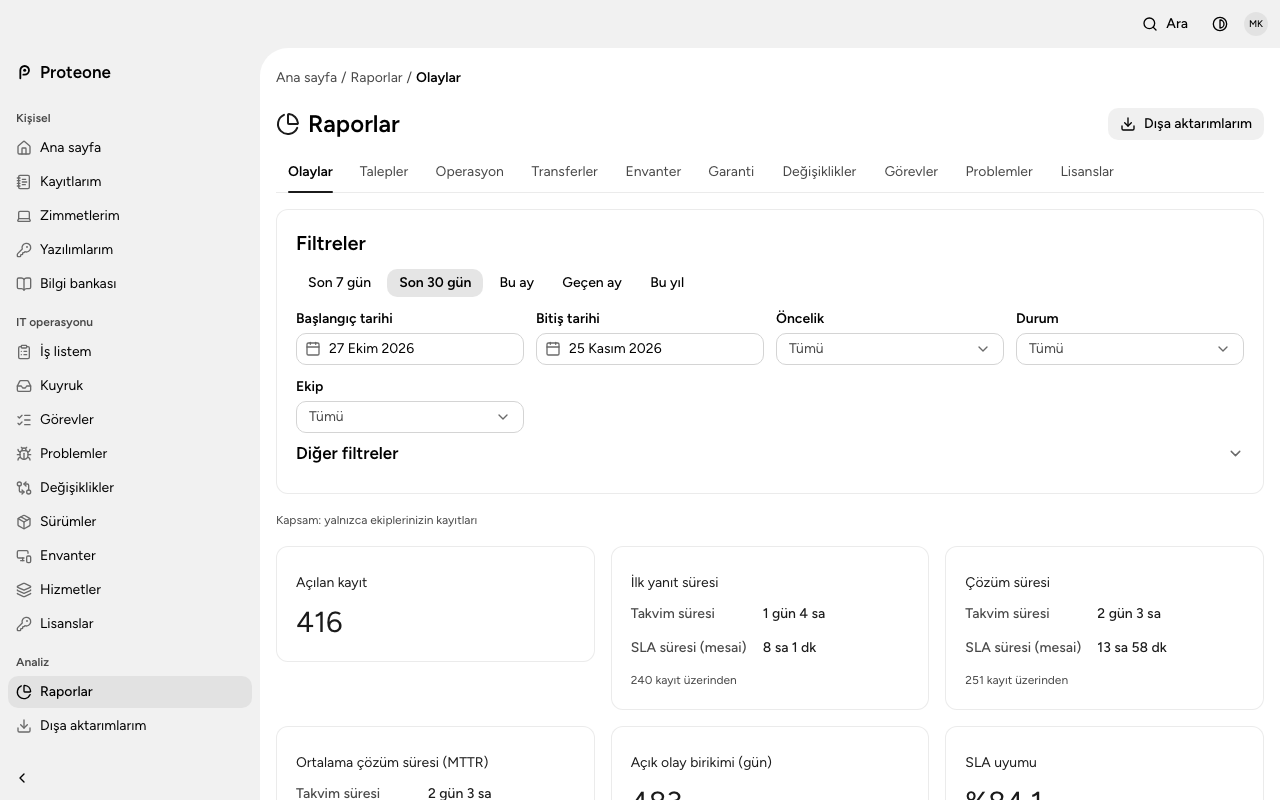 Ara
MK
Proteone
Kişisel
Ana sayfa
Kayıtlarım
Zimmetlerim
Yazılımlarım
Bilgi bankası
IT operasyonu
İş listem
Kuyruk
Görevler
Problemler
Değişiklikler
Sürümler
Envanter
Hizmetler
Lisanslar
Analiz
Raporlar
Dışa aktarımlarım
Ana sayfa / Raporlar / Olaylar
Raporlar
Dışa aktarımlarım
Olaylar Talepler Operasyon Transferler Envanter Garanti Değişiklikler Görevler Problemler Lisanslar
Filtreler
Son 7 gün Son 30 gün Bu ay Geçen ay Bu yıl
Başlangıç tarihi Bitiş tarihi Öncelik Durum
27 Ekim 2026 25 Kasım 2026 Tümü Tümü
Ekip
Tümü
Diğer filtreler
Kapsam: yalnızca ekiplerinizin kayıtları
Açılan kayıt
416
İlk yanıt süresi
Takvim süresi 1 gün 4 sa
SLA süresi (mesai) 8 sa 1 dk
240 kayıt üzerinden
Çözüm süresi
Takvim süresi 2 gün 3 sa
SLA süresi (mesai) 13 sa 58 dk
251 kayıt üzerinden
Ortalama çözüm süresi (MTTR)
Takvim süresi 2 gün 3 sa
Açık olay birikimi (gün)
SLA uyumu